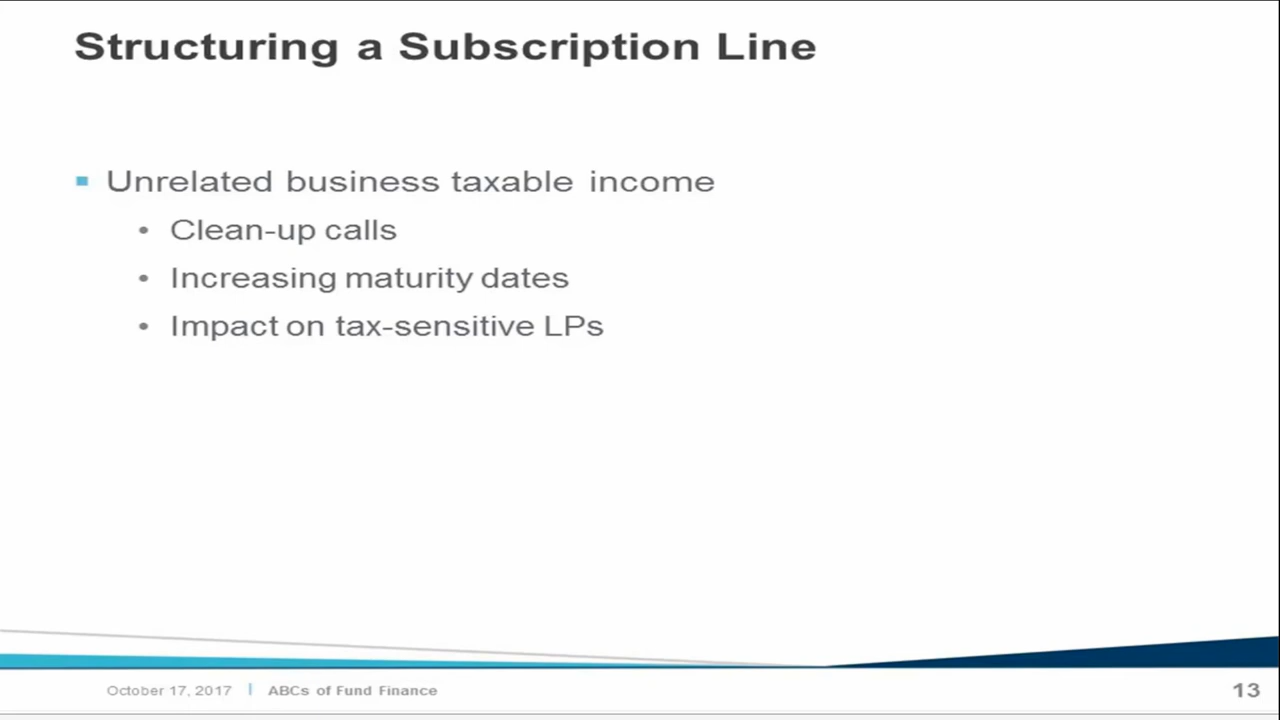 Structuring a Subscription Line
Unrelated business taxable income
Clean-up calls
Increasing maturity dates
Impact on tax-sensitive LPs
October 17, 2017 | ABCs of Fund Finance
13